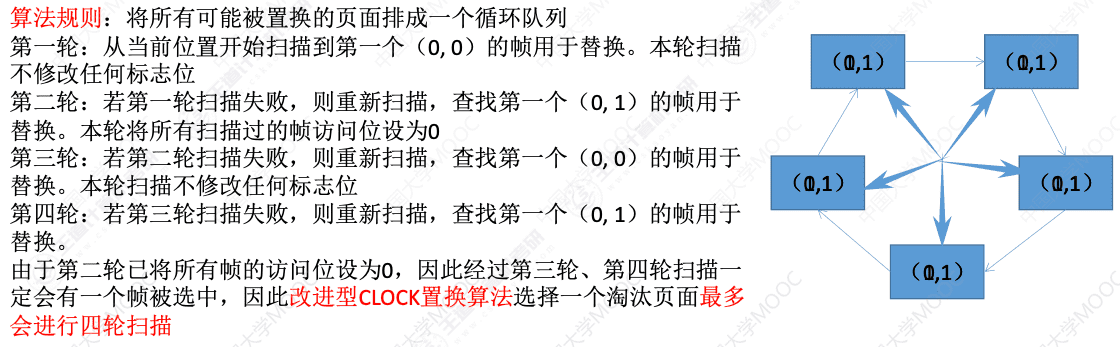 算法规则：将所有可能被置换的页面排成一个循环队列
第一轮：从当前位置开始扫描到第一个（0, 0）的帧用于替换。本轮扫描
不修改任何标志位
第二轮：若第一轮扫描失败，则重新扫描，查找第一个（0, 1）的帧用于
替换。本轮将所有扫描过的帧访问位设为0
第三轮：若第二轮扫描失败，则重新扫描，查找第一个（0, 0）的帧用于
替换。本轮扫描不修改任何标志位
第四轮：若第三轮扫描失败，则重新扫描，查找第一个（0, 1）的帧用于
替换。
由于第二轮已将所有帧的访问位设为0，因此经过第三轮、第四轮扫描一
定会有一个帧被选中，因此改进型CLOCK置换算法选择一个淘汰页面最多
会进行四轮扫描